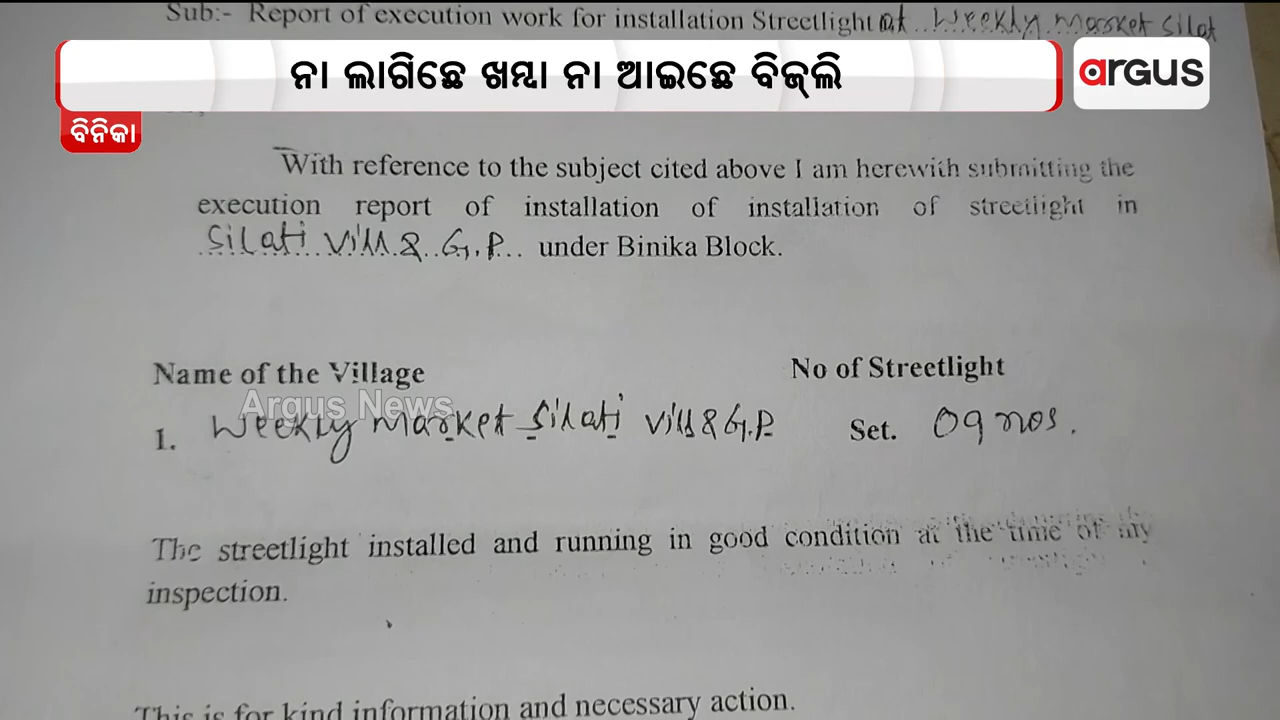 Sub:- Report of execution work for installation Streetlight at weekly market Silat
ନା ଲାଗିଛେ ଖମ୍ବା ନା ଆଇଛେ ବିଜ୍‌ଲି
argus
ବିନିକା
With reference to the subject cited above I am herewith submitting the
execution report of installation of installation of streetlight in
Silati vill & G.P. under Binika Block.
Name of the Village No of Streetlight
Argus News
1. Weekly market Silati vill & G.P Set. 09 nos.
The streetlight installed and running in good condition at the time of my
inspection.
This is for kind information and necessary action.